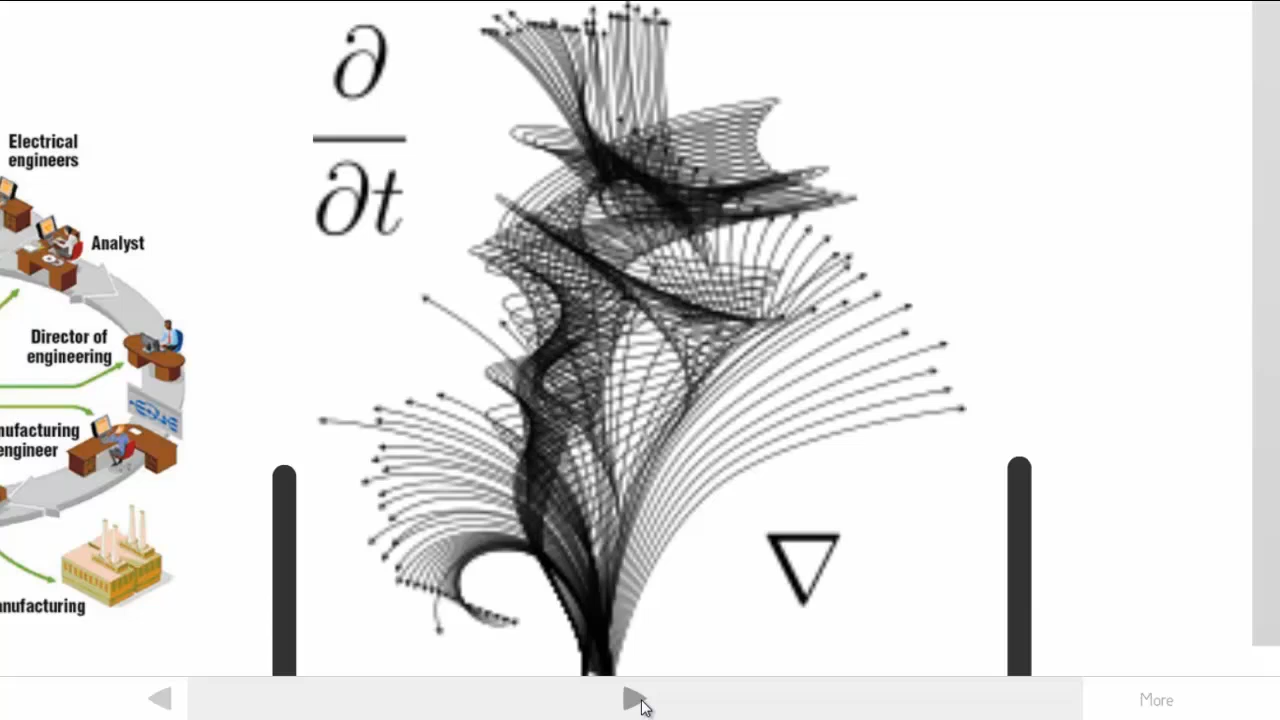 ∂
∂t
Electrical
engineers
Analyst
Director of
engineering
nufacturing
engineer
anufacturing
∇
More